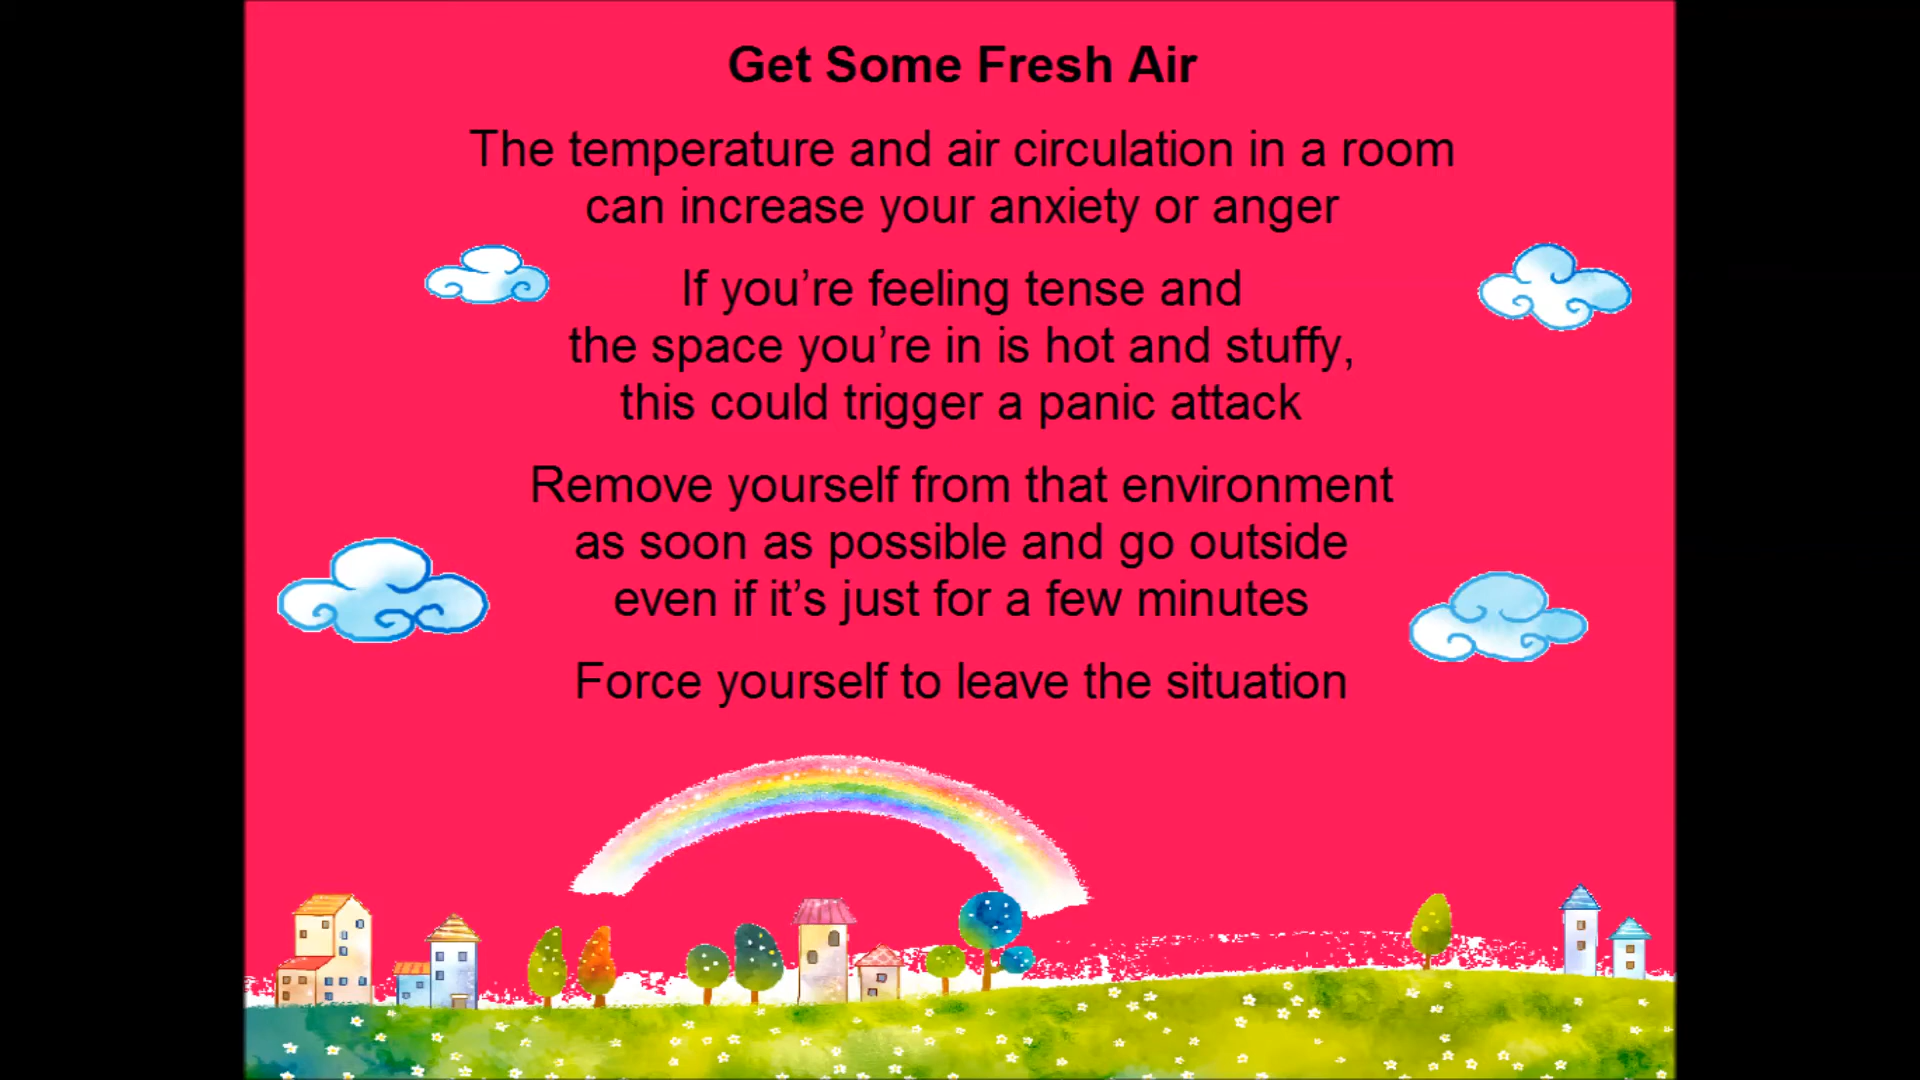 Get Some Fresh Air
The temperature and air circulation in a room
can increase your anxiety or anger
If you’re feeling tense and
the space you’re in is hot and stuffy,
this could trigger a panic attack
Remove yourself from that environment
as soon as possible and go outside
even if it’s just for a few minutes
Force yourself to leave the situation